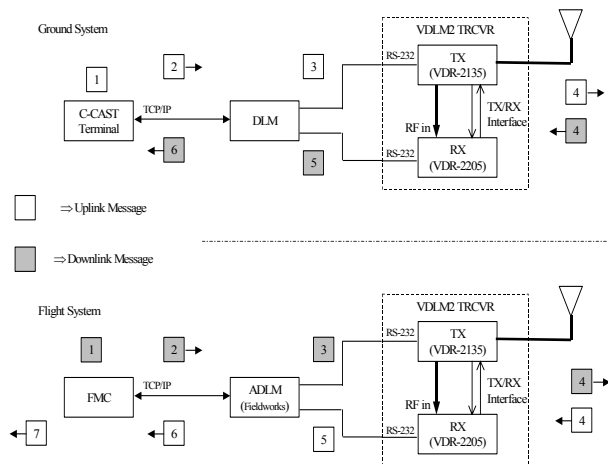 Ground System
VDLM2 TRCVR
1
2
3
RS-232
TX
(VDR-2135)
4
C-CAST
Terminal
TCP/IP
DLM
RF in
TX/RX
Interface
4
6
5
RS-232
RX
(VDR-2205)
⇒ Uplink Message
⇒ Downlink Message
Flight System
VDLM2 TRCVR
1
2
3
RS-232
TX
(VDR-2135)
4
FMC
TCP/IP
ADLM
(Fieldworks)
RF in
TX/RX
Interface
4
7
6
5
RS-232
RX
(VDR-2205)